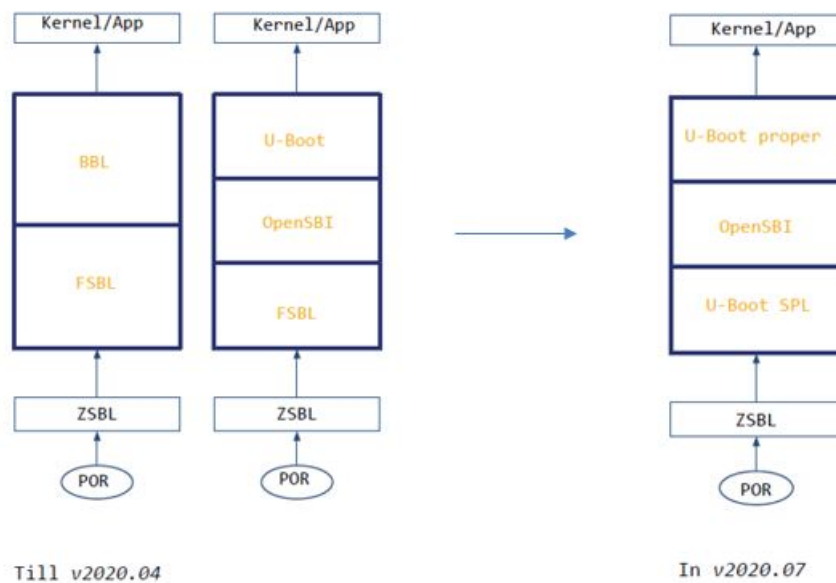 Kernel/App
BBL
FSBL
ZSBL
POR
Kernel/App
U-Boot
OpenSBI
FSBL
ZSBL
POR
Till v2020.04
Kernel/App
U-Boot proper
OpenSBI
U-Boot SPL
ZSBL
POR
In v2020.07